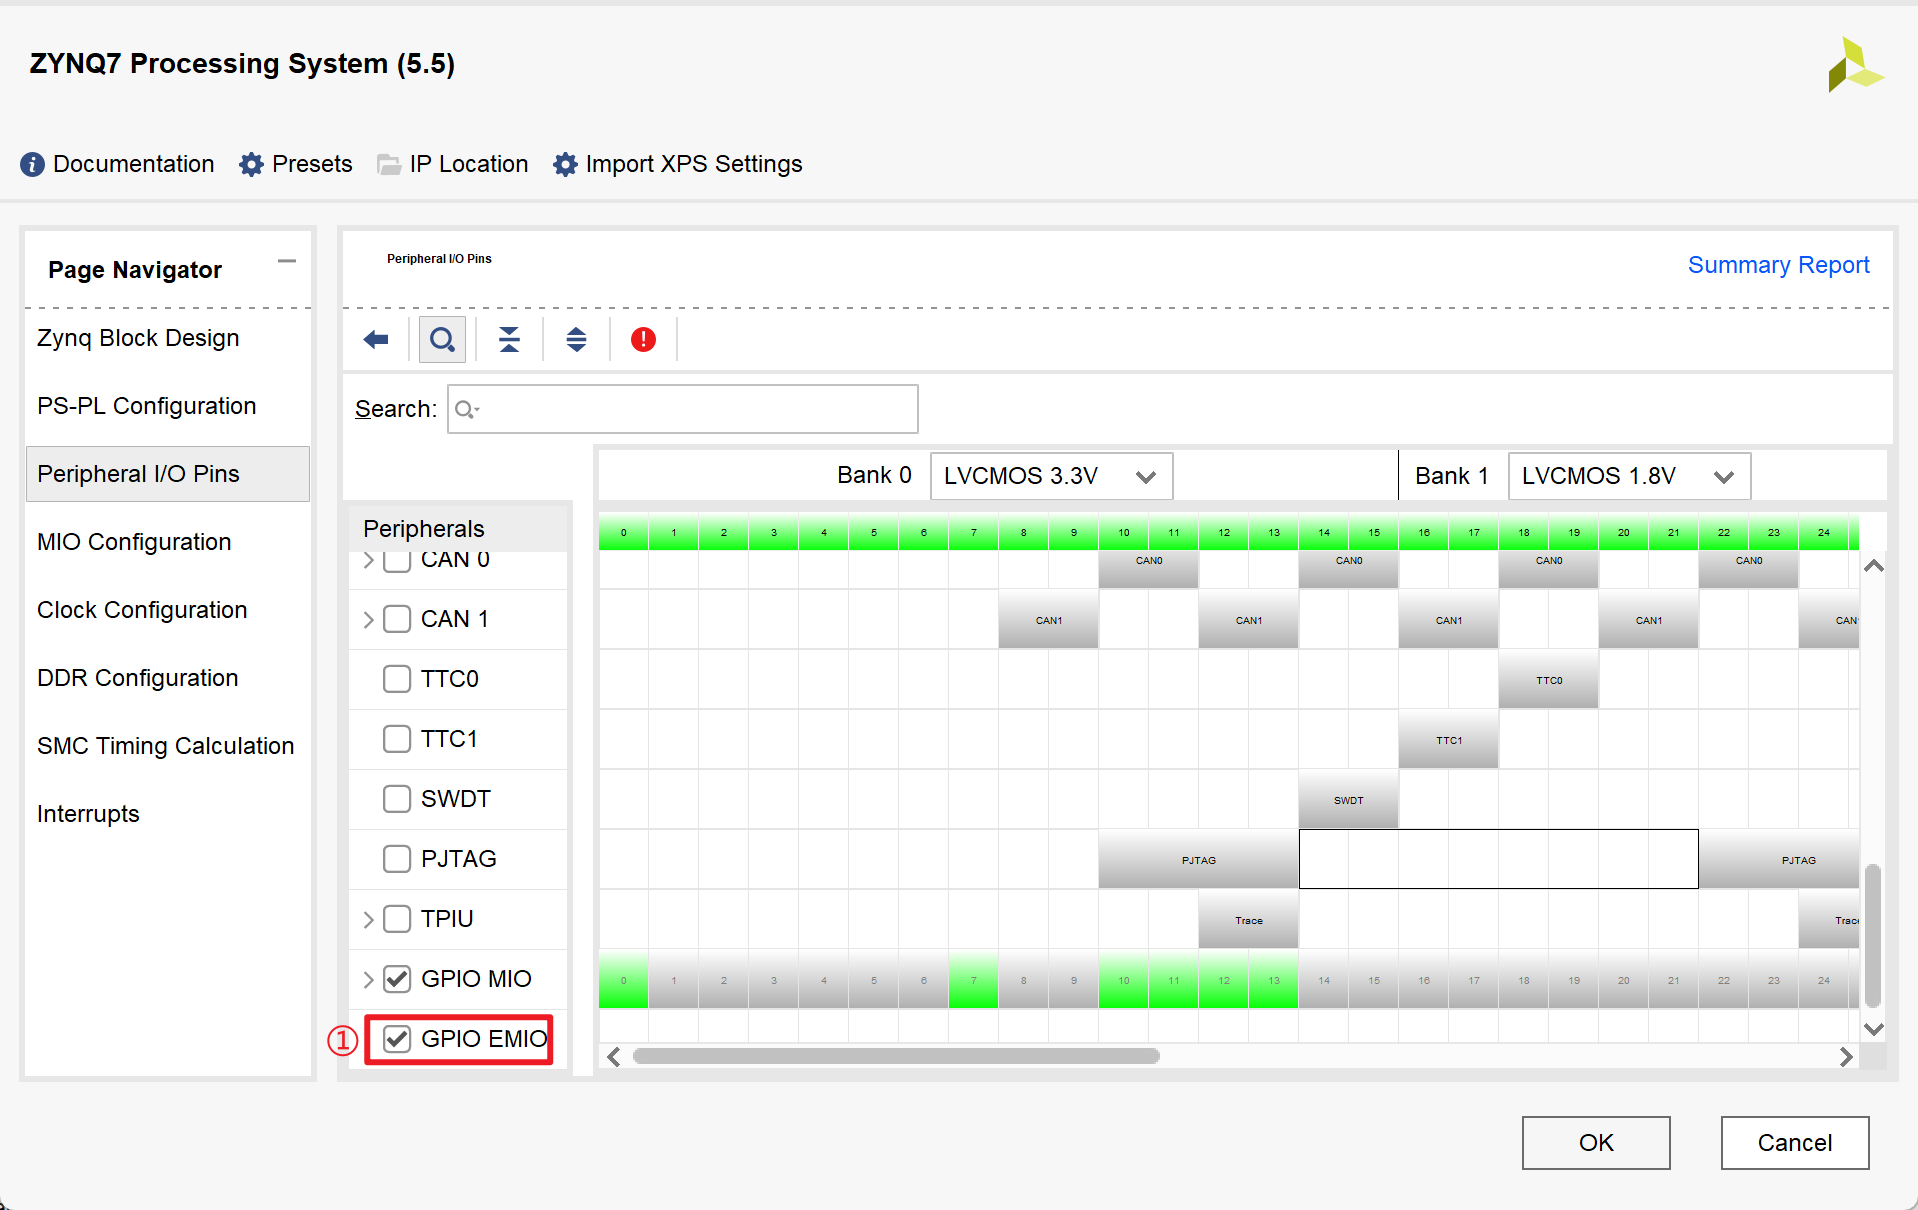 ZYNQ7 Processing System (5.5)
Documentation Presets IP Location Import XPS Settings
Page Navigator
Zynq Block Design
PS-PL Configuration
Peripheral I/O Pins
MIO Configuration
Clock Configuration
DDR Configuration
SMC Timing Calculation
Interrupts
Peripheral I/O Pins
Summary Report
Search:
Bank 0 LVCMOS 3.3V Bank 1 LVCMOS 1.8V
Peripherals
0 1 2 3 4 5 6 7 8 9 10 11 12 13 14 15 16 17 18 19 20 21 22 23 24
CAN 0 CAN0 CAN0 CAN0 CAN0
CAN 1 CAN1 CAN1 CAN1 CAN1 CAN
TTC0 TTC0
TTC1 TTC1
SWDT SWDT
PJTAG PJTAG PJTAG
TPIU Trace Trac
GPIO MIO 0 1 2 3 4 5 6 7 8 9 10 11 12 13 14 15 16 17 18 19 20 21 22 23 24
① GPIO EMIO
OK Cancel